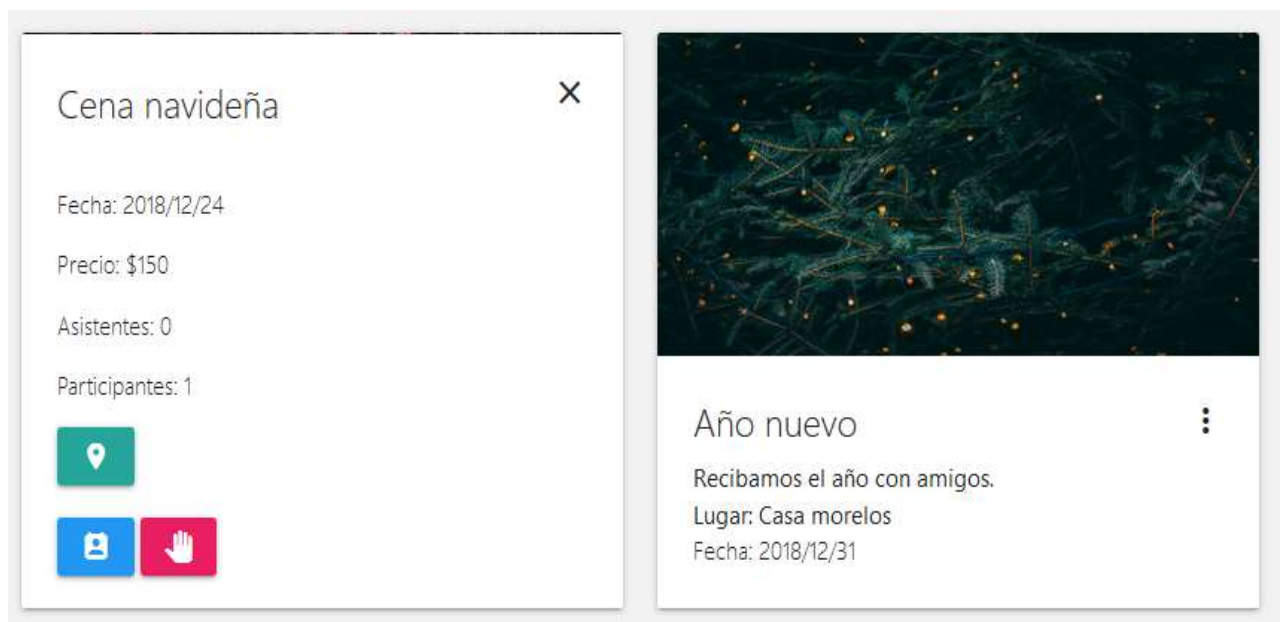 Cena navideña
Fecha: 2018/12/24
Precio: $150
Asistentes: 0
Participantes: 1
Año nuevo
Recibamos el año con amigos.
Lugar: Casa morelos
Fecha: 2018/12/31